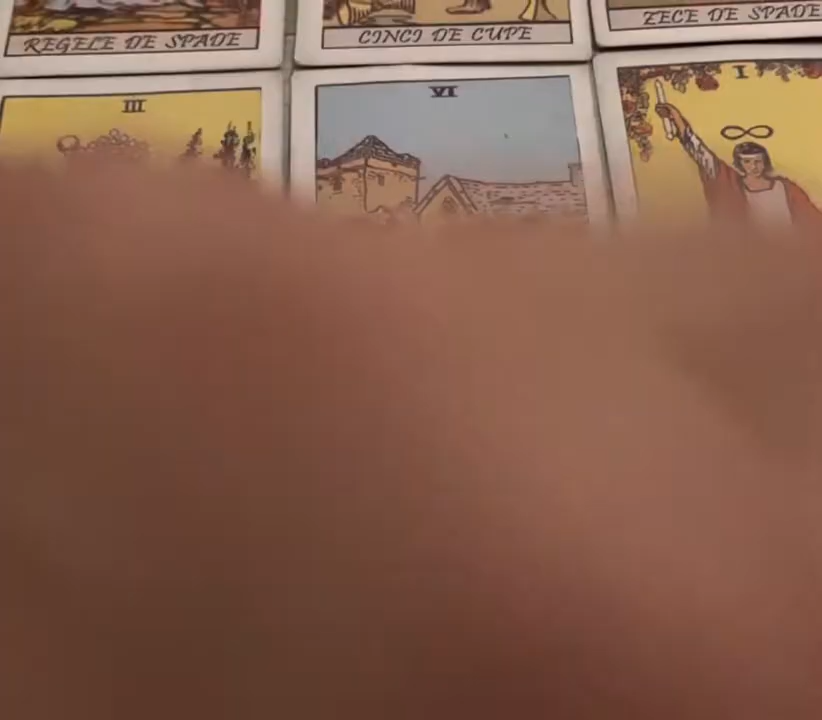 REGELE DE SPADE
CINCI DE CUPE
ZECE DE SPADE
III
VI
I